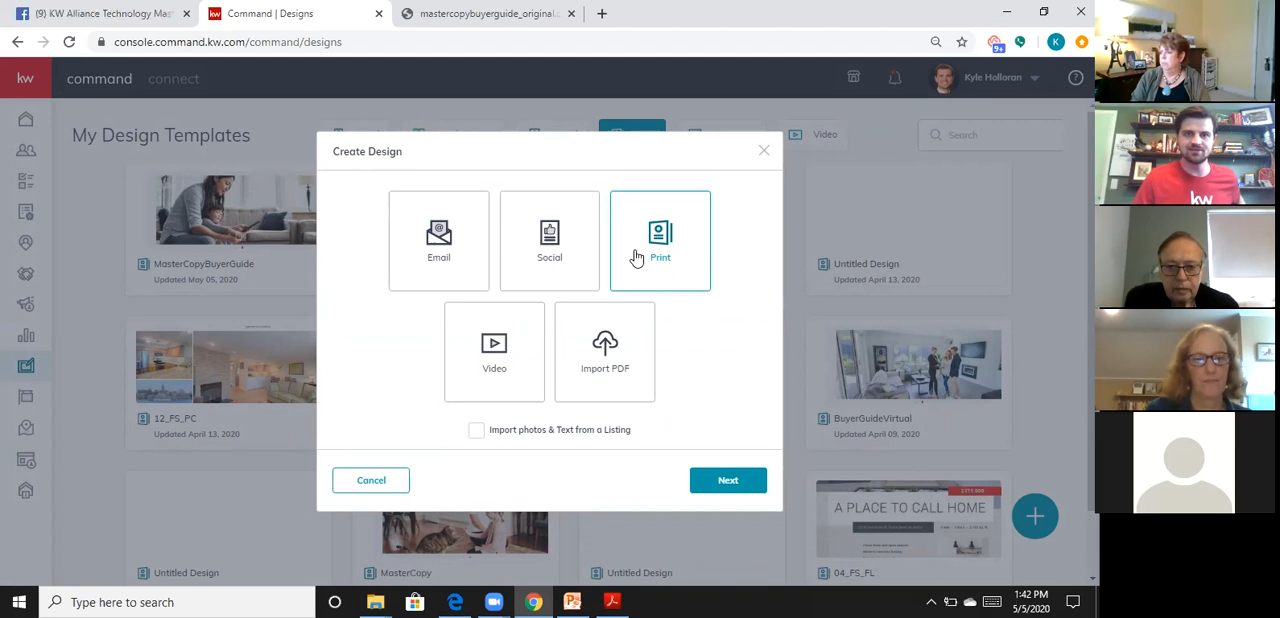 (9) KW Alliance Technology Mast
kw Command | Designs
mastercopybuyerguide_original.
console.command.kw.com/command/designs
9+
K
kw command connect
Kyle Holloran
?
My Design Templates
Video
Search
Create Design
Email
Social
Print
Video
Import PDF
Import photos & Text from a Listing
Cancel
Next
MasterCopyBuyerGuide
Updated May 05, 2020
Untitled Design
Updated April 13, 2020
12_FS_PC
Updated April 13, 2020
BuyerGuideVirtual
Updated April 09, 2020
A PLACE TO CALL HOME
Untitled Design
MasterCopy
Untitled Design
04_FS_FL
Type here to search
1:42 PM
5/5/2020
kw